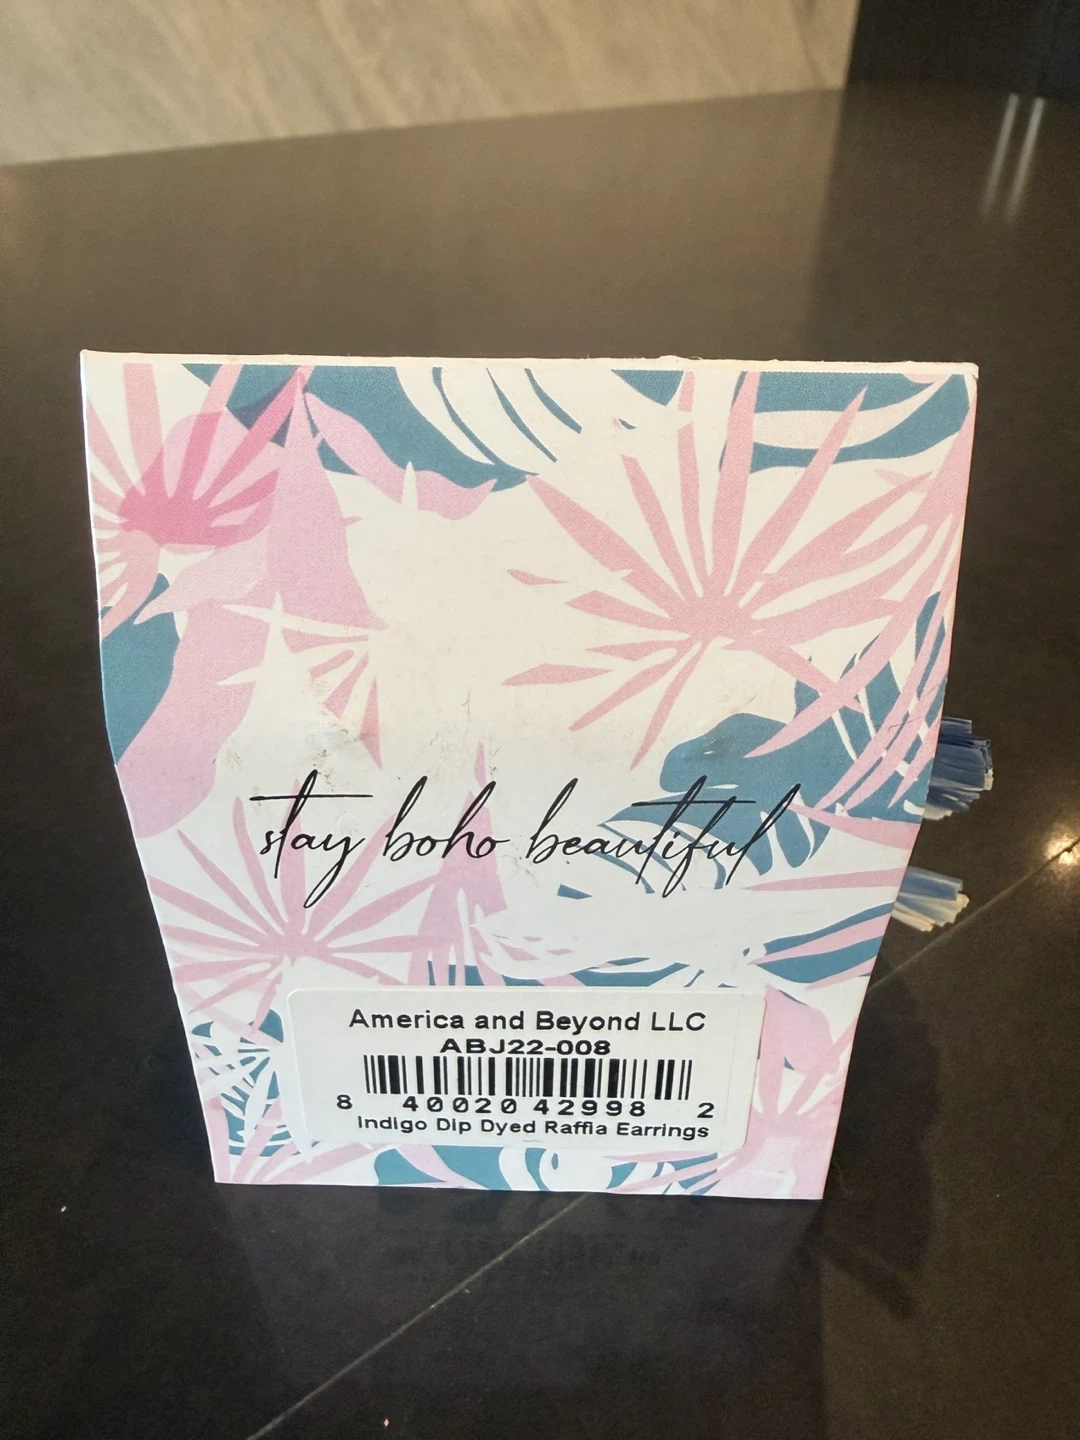 stay boho beautiful
America and Beyond LLC
ABJ22-008
8 40020 42998 2
Indigo Dip Dyed Raffia Earrings